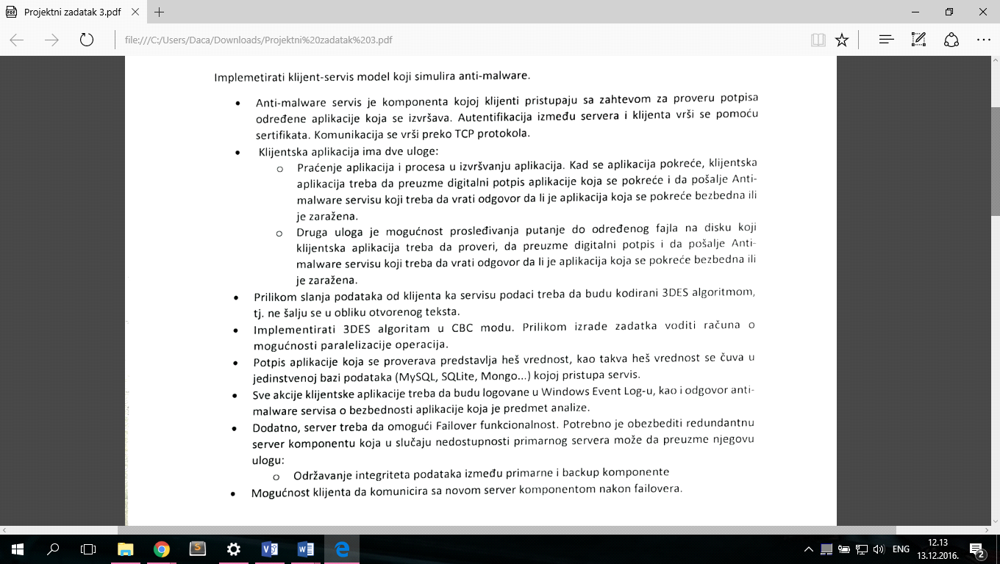 Projektni zadatak 3.pdf
file:///C:/Users/Daca/Downloads/Projektni%20zadatak%203.pdf
Implemetirati klijent-servis model koji simulira anti-malware.
• Anti-malware servis je komponenta kojoj klijenti pristupaju sa zahtevom za proveru potpisa
određene aplikacije koja se izvršava. Autentifikacija između servera i klijenta vrši se pomoću
sertifikata. Komunikacija se vrši preko TCP protokola.
• Klijentska aplikacija ima dve uloge:
o Praćenje aplikacija i procesa u izvršvanju aplikacija. Kad se aplikacija pokreće, klijentska
aplikacija treba da preuzme digitalni potpis aplikacije koja se pokreće i da pošalje Anti-
malware servisu koji treba da vrati odgovor da li je aplikacija koja se pokreće bezbedna ili
je zaražena.
o Druga uloga je mogućnost prosleđivanja putanje do određenog fajla na disku koji
klijentska aplikacija treba da proveri, da preuzme digitalni potpis i da pošalje Anti-
malware servisu koji treba da vrati odgovor da li je aplikacija koja se pokreće bezbedna ili
je zaražena.
• Prilikom slanja podataka od klijenta ka servisu podaci treba da budu kodirani 3DES algoritmom,
tj. ne šalju se u obliku otvorenog teksta.
• Implementirati 3DES algoritam u CBC modu. Prilikom izrade zadatka voditi računa o
mogućnosti paralelizacije operacija.
• Potpis aplikacije koja se proverava predstavlja heš vrednost, kao takva heš vrednost se čuva u
jedinstvenoj bazi podataka (MySQL, SQLite, Mongo...) kojoj pristupa servis.
• Sve akcije klijentske aplikacije treba da budu logovane u Windows Event Log-u, kao i odgovor anti-
malware servisa o bezbednosti aplikacije koja je predmet analize.
• Dodatno, server treba da omogući Failover funkcionalnost. Potrebno je obezbediti redundantnu
server komponentu koja u slučaju nedostupnosti primarnog servera može da preuzme njegovu
ulogu:
o Održavanje integriteta podataka između primarne i backup komponente
• Mogućnost klijenta da komunicira sa novom server komponentom nakon failovera.
ENG
12.13
13.12.2016.
2